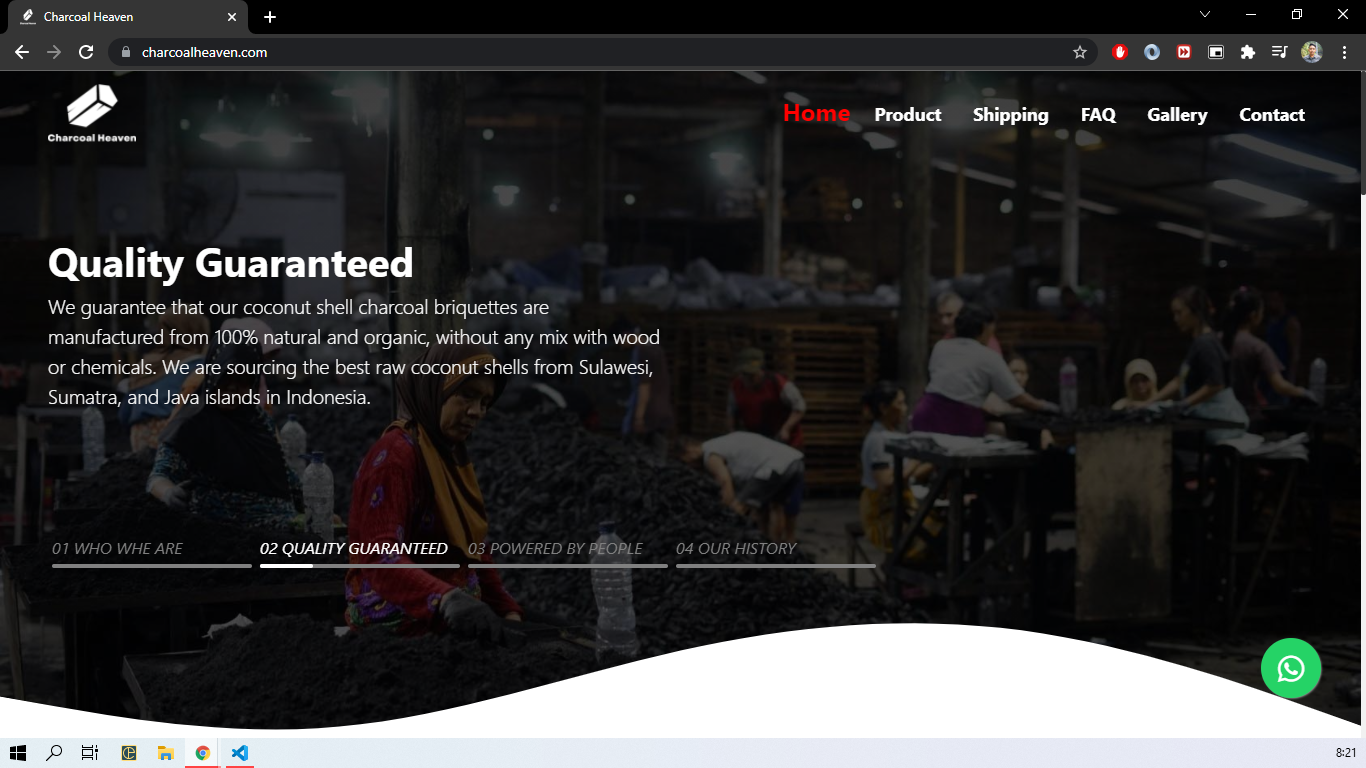 Charcoal Heaven
charcoalheaven.com
Charcoal Heaven
Home Product Shipping FAQ Gallery Contact
Quality Guaranteed
We guarantee that our coconut shell charcoal briquettes are
manufactured from 100% natural and organic, without any mix with wood
or chemicals. We are sourcing the best raw coconut shells from Sulawesi,
Sumatra, and Java islands in Indonesia.
01 WHO WHE ARE 02 QUALITY GUARANTEED 03 POWERED BY PEOPLE 04 OUR HISTORY
8:21